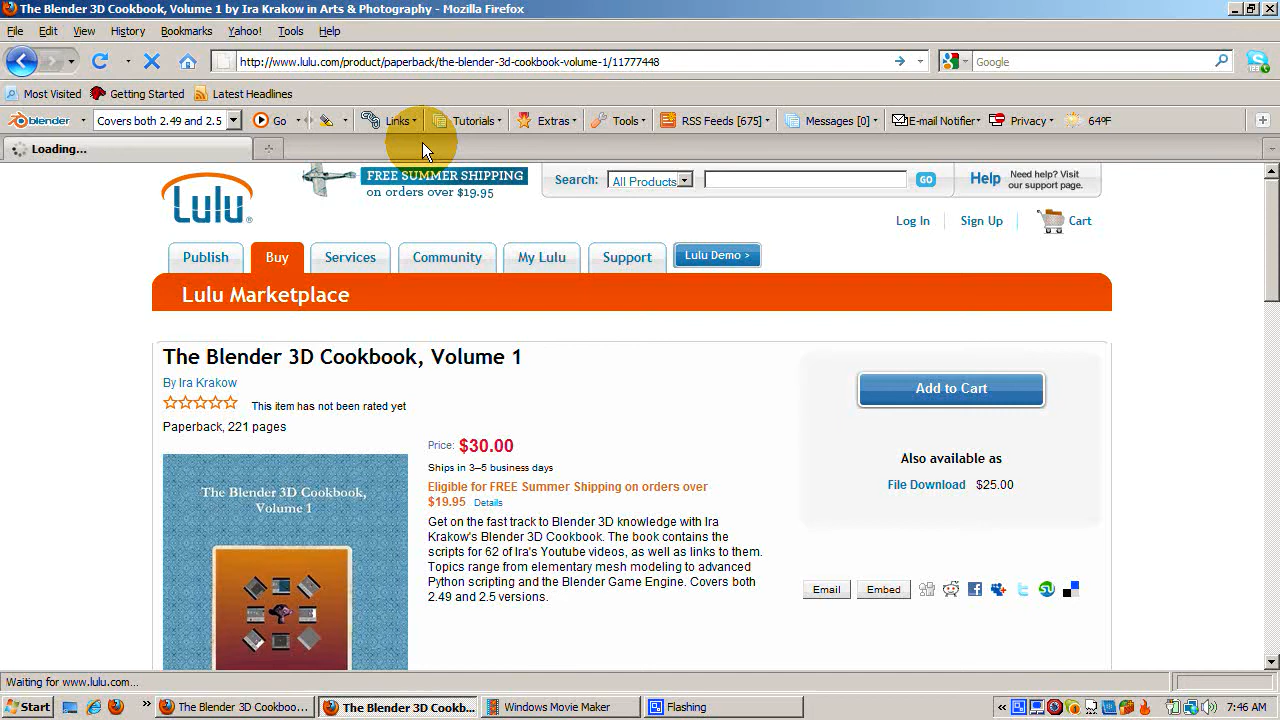 The Blender 3D Cookbook, Volume 1 by Ira Krakow in Arts & Photography - Mozilla Firefox
File Edit View History Bookmarks Yahoo! Tools Help
http://www.lulu.com/product/paperback/the-blender-3d-cookbook-volume-1/11777448
Google
Most Visited Getting Started Latest Headlines
blender Covers both 2.49 and 2.5 Go Links Tutorials Extras Tools RSS Feeds [675] Messages [0] E-Mail Notifier Privacy 64°F
Loading...
FREE SUMMER SHIPPING
on orders over $19.95
Search: All Products GO
Help Need help? Visit
our support page.
Lulu
Log In Sign Up Cart
Publish Buy Services Community My Lulu Support Lulu Demo >
Lulu Marketplace
The Blender 3D Cookbook, Volume 1
By Ira Krakow
This item has not been rated yet
Paperback, 221 pages
Add to Cart
Also available as
File Download $25.00
Price: $30.00
Ships in 3–5 business days
Eligible for FREE Summer Shipping on orders over
$19.95 Details
Get on the fast track to Blender 3D knowledge with Ira
Krakow's Blender 3D Cookbook. The book contains the
scripts for 62 of Ira's Youtube videos, as well as links to them.
Topics range from elementary mesh modeling to advanced
Python scripting and the Blender Game Engine. Covers both
2.49 and 2.5 versions.
The Blender 3D Cookbook,
Volume 1
Email Embed
Waiting for www.lulu.com...
Start The Blender 3D Cookboo... The Blender 3D Cookb... Windows Movie Maker Flashing 7:46 AM